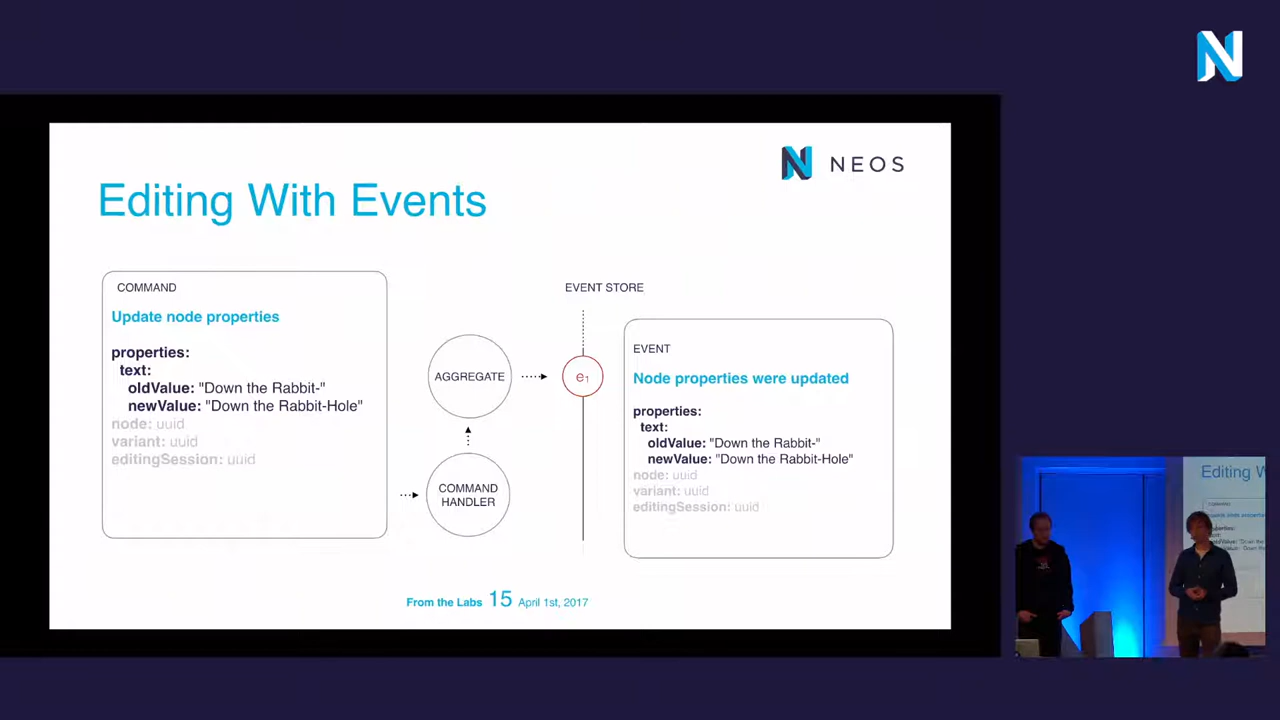 NEOS
Editing With Events
COMMAND
Update node properties
properties:
text:
oldValue: "Down the Rabbit-"
newValue: "Down the Rabbit-Hole"
node: uuid
variant: uuid
editingSession: uuid
AGGREGATE
COMMAND
HANDLER
EVENT STORE
e1
EVENT
Node properties were updated
properties:
text:
oldValue: "Down the Rabbit-"
newValue: "Down the Rabbit-Hole"
node: uuid
variant: uuid
editingSession: uuid
From the Labs 15 April 1st, 2017
Editing W